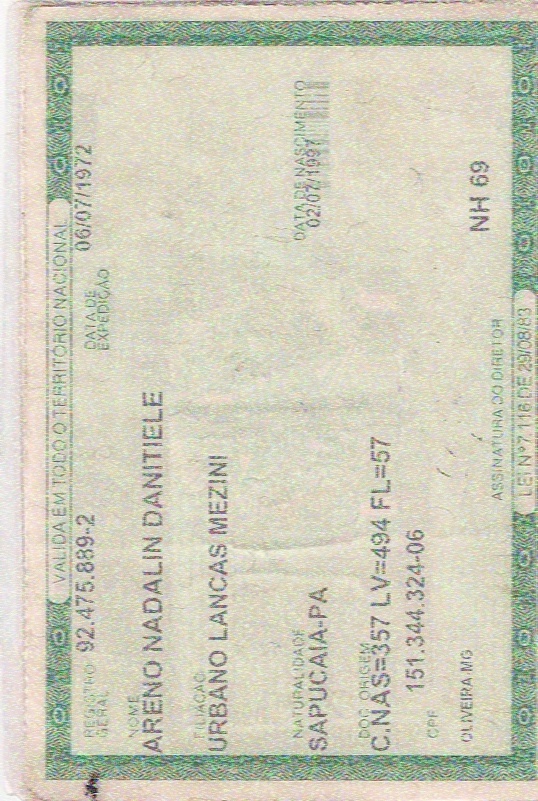 VÁLIDA EM TODO O TERRITÓRIO NACIONAL
REGISTRO GERAL 92.475.889-2 DATA DE EXPEDIÇÃO 06/07/1972
NOME
ARENO NADALIN DANITIELE
FILIAÇÃO
URBANO LANCAS MEZINI
NATURALIDADE DATA DE NASCIMENTO
SAPUCAIA-PA 02/07/1997
DOC ORIGEM
C.NAS=357 LV=494 FL=57
CPF 151.344.324-06
OLIVEIRA MG NH 69
ASSINATURA DO DIRETOR
LEI Nº 7.116 DE 29/08/83